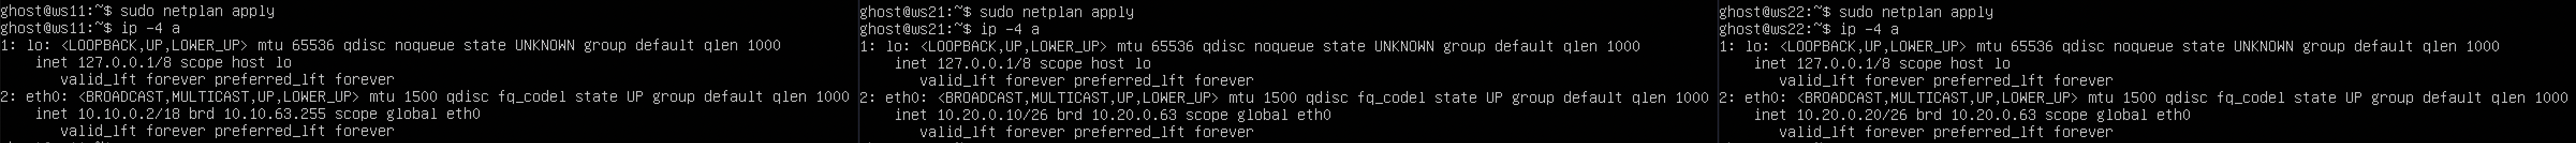 ghost@ws11:~$ sudo netplan apply
ghost@ws11:~$ ip -4 a
1: lo: <LOOPBACK,UP,LOWER_UP> mtu 65536 qdisc noqueue state UNKNOWN group default qlen 1000
    inet 127.0.0.1/8 scope host lo
       valid_lft forever preferred_lft forever
2: eth0: <BROADCAST,MULTICAST,UP,LOWER_UP> mtu 1500 qdisc fq_codel state UP group default qlen 1000
    inet 10.10.0.2/18 brd 10.10.63.255 scope global eth0
       valid_lft forever preferred_lft forever
ghost@ws21:~$ sudo netplan apply
ghost@ws21:~$ ip -4 a
1: lo: <LOOPBACK,UP,LOWER_UP> mtu 65536 qdisc noqueue state UNKNOWN group default qlen 1000
    inet 127.0.0.1/8 scope host lo
       valid_lft forever preferred_lft forever
2: eth0: <BROADCAST,MULTICAST,UP,LOWER_UP> mtu 1500 qdisc fq_codel state UP group default qlen 1000
    inet 10.20.0.10/26 brd 10.20.0.63 scope global eth0
       valid_lft forever preferred_lft forever
ghost@ws22:~$ sudo netplan apply
ghost@ws22:~$ ip -4 a
1: lo: <LOOPBACK,UP,LOWER_UP> mtu 65536 qdisc noqueue state UNKNOWN group default qlen 1000
    inet 127.0.0.1/8 scope host lo
       valid_lft forever preferred_lft forever
2: eth0: <BROADCAST,MULTICAST,UP,LOWER_UP> mtu 1500 qdisc fq_codel state UP group default qlen 1000
    inet 10.20.0.20/26 brd 10.20.0.63 scope global eth0
       valid_lft forever preferred_lft forever